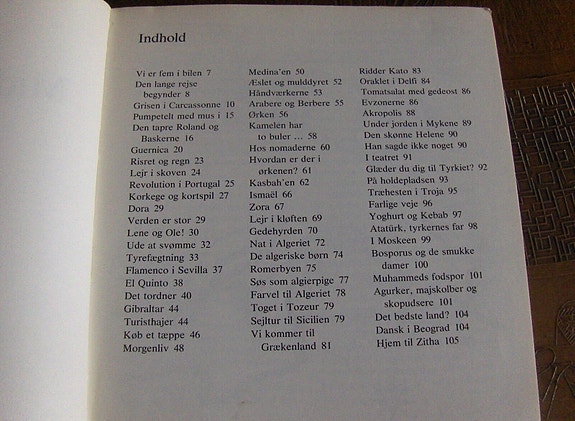 Indhold
Vi er fem i bilen 7
Den lange rejse
begynder 8
Grisen i Carcassonne 10
Pumpetelt med mus i 15
Den tapre Roland og
Baskerne 16
Guernica 20
Risret og regn 23
Lejr i skoven 24
Revolution i Portugal 25
Korkege og kortspil 27
Dora 29
Verden er stor 29
Lene og Ole! 30
Ude at svømme 32
Tyrefægtning 33
Flamenco i Sevilla 37
El Quinto 38
Det tordner 40
Gibraltar 44
Turisthajer 44
Køb et tæppe 46
Morgenliv 48
Medina'en 50
Æslet og mulddyret 52
Håndværkerne 53
Arabere og Berbere 55
Ørken 56
Kamelen har
to buler ... 58
Hos nomaderne 60
Hvordan er der i
ørkenen? 61
Kasbah'en 62
Ismaël 66
Zora 67
Lejr i kløften 69
Gedehyrden 70
Nat i Algeriet 72
De algeriske børn 74
Romerbyen 75
Søs som algierpige 77
Farvel til Algeriet 78
Toget i Tozeur 79
Sejltur til Sicilien 79
Vi kommer til
Grækenland 81
Ridder Kato 83
Oraklet i Delfi 84
Tomatsalat med gedeost 86
Evzonerne 86
Akropolis 88
Under jorden i Mykene 89
Den skønne Helene 90
Han sagde ikke noget 90
I teatret 91
Glæder du dig til Tyrkiet? 92
På holdepladsen 93
Træhesten i Troja 95
Farlige veje 96
Yoghurt og Kebab 97
Atatürk, tyrkernes far 98
I Moskeen 99
Bosporus og de smukke
damer 100
Muhammeds fodspor 101
Agurker, majskolber og
skopudsere 101
Det bedste land? 104
Dansk i Beograd 104
Hjem til Zitha 105